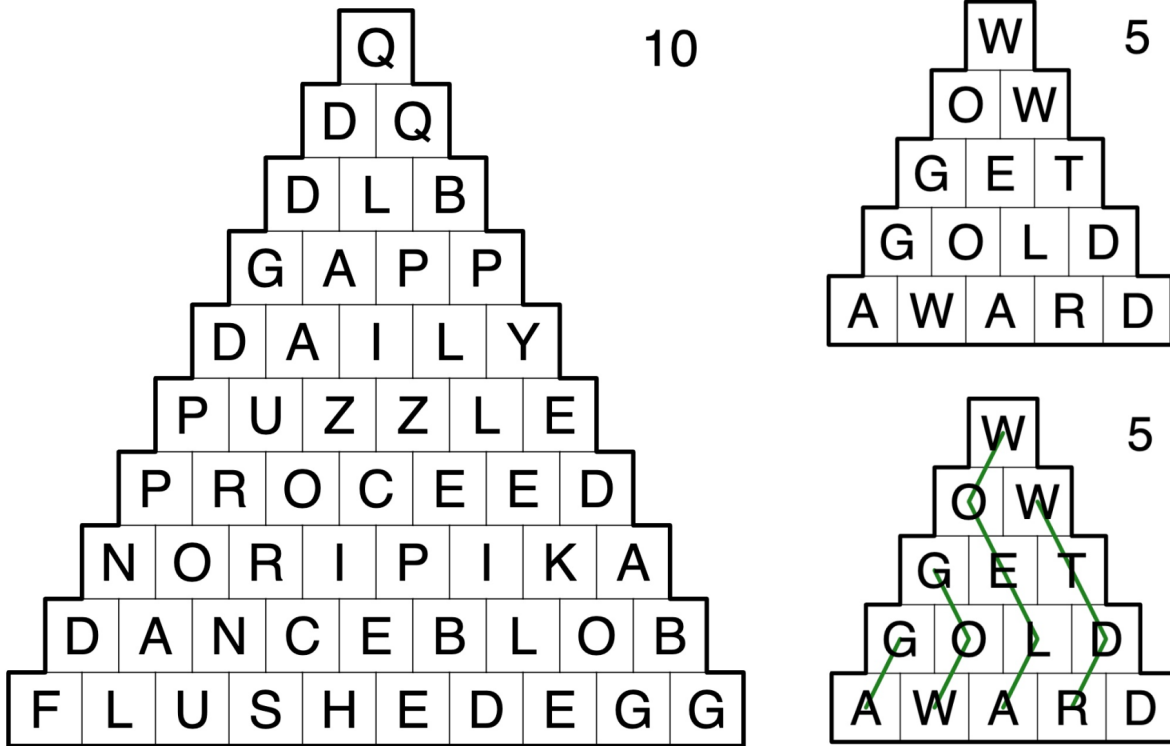 Q
10
D Q
D L B
G A P P
D A I L Y
P U Z Z L E
P R O C E E D
N O R I P I K A
D A N C E B L O B
F L U S H E D E G G
W
5
O W
G E T
G O L D
A W A R D
W
5
O W
G E T
G O L D
A W A R D